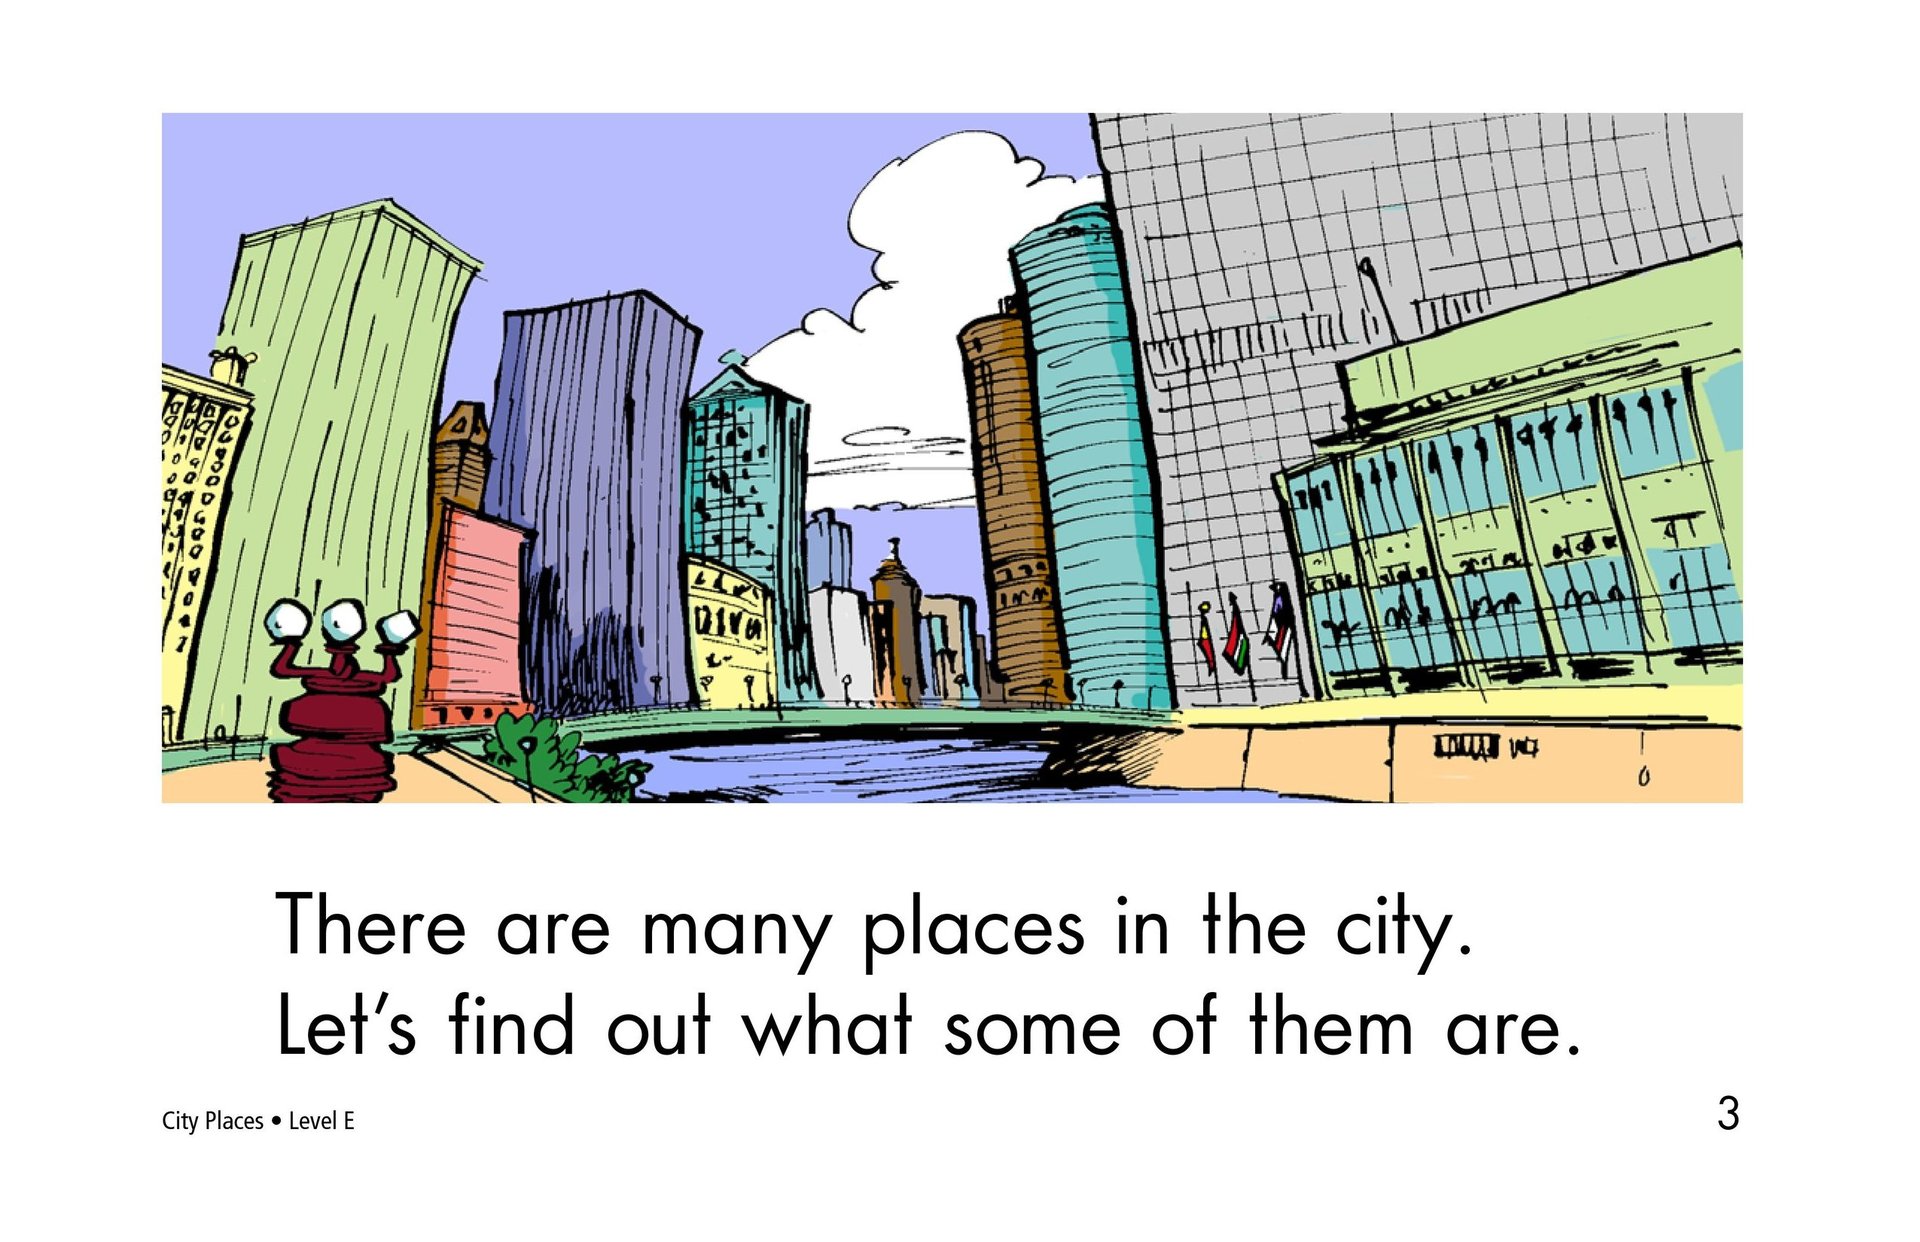 There are many places in the city.
Let’s find out what some of them are.
City Places • Level E
3